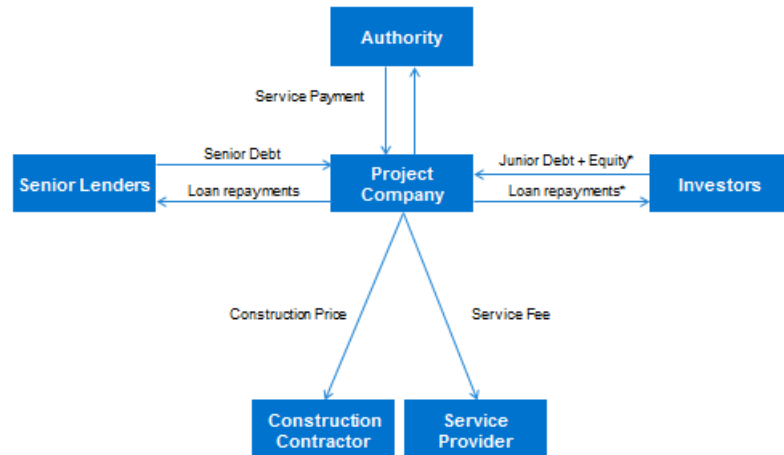 Authority
Service Payment
Senior Debt
Junior Debt + Equity*
Senior Lenders
Project
Company
Investors
Loan repayments
Loan repayments*
Construction Price
Service Fee
Construction
Contractor
Service
Provider